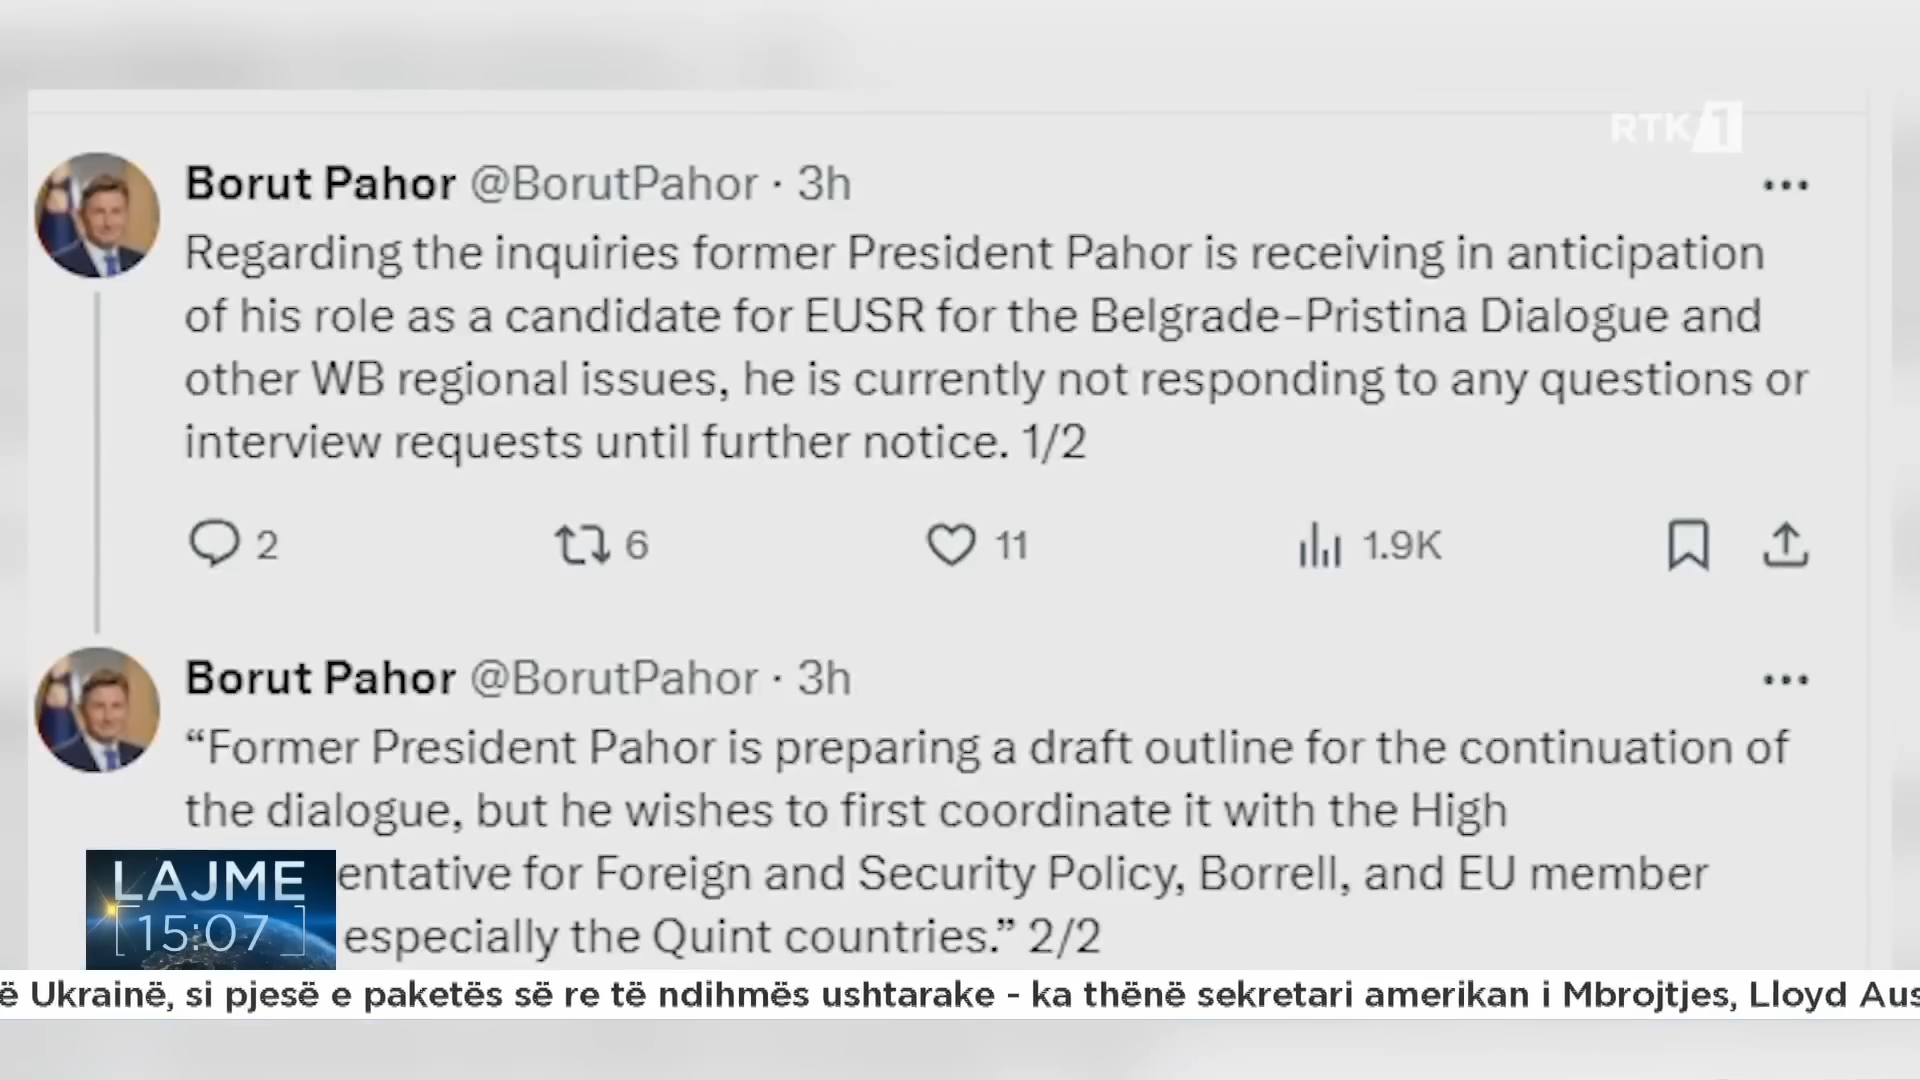 RTK 1
Borut Pahor @BorutPahor · 3h
Regarding the inquiries former President Pahor is receiving in anticipation
of his role as a candidate for EUSR for the Belgrade-Pristina Dialogue and
other WB regional issues, he is currently not responding to any questions or
interview requests until further notice. 1/2
2 6 11 1.9K
Borut Pahor @BorutPahor · 3h
“Former President Pahor is preparing a draft outline for the continuation of
the dialogue, but he wishes to first coordinate it with the High
entative for Foreign and Security Policy, Borrell, and EU member
especially the Quint countries.” 2/2
LAJME
15:07
ë Ukrainë, si pjesë e paketës së re të ndihmës ushtarake - ka thënë sekretari amerikan i Mbrojtjes, Lloyd Aus